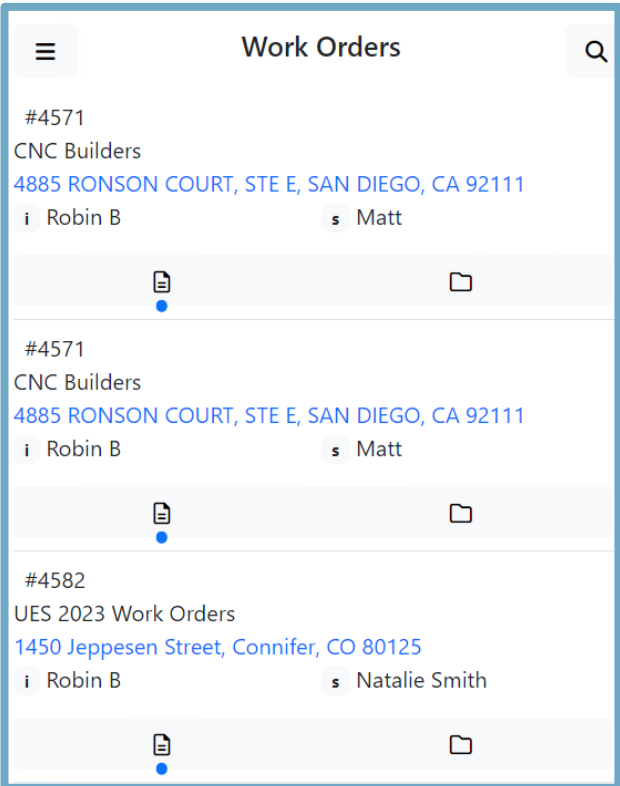 Work Orders
#4571
CNC Builders
4885 RONSON COURT, STE E, SAN DIEGO, CA 92111
i Robin B s Matt
#4571
CNC Builders
4885 RONSON COURT, STE E, SAN DIEGO, CA 92111
i Robin B s Matt
#4582
UES 2023 Work Orders
1450 Jeppesen Street, Connifer, CO 80125
i Robin B s Natalie Smith